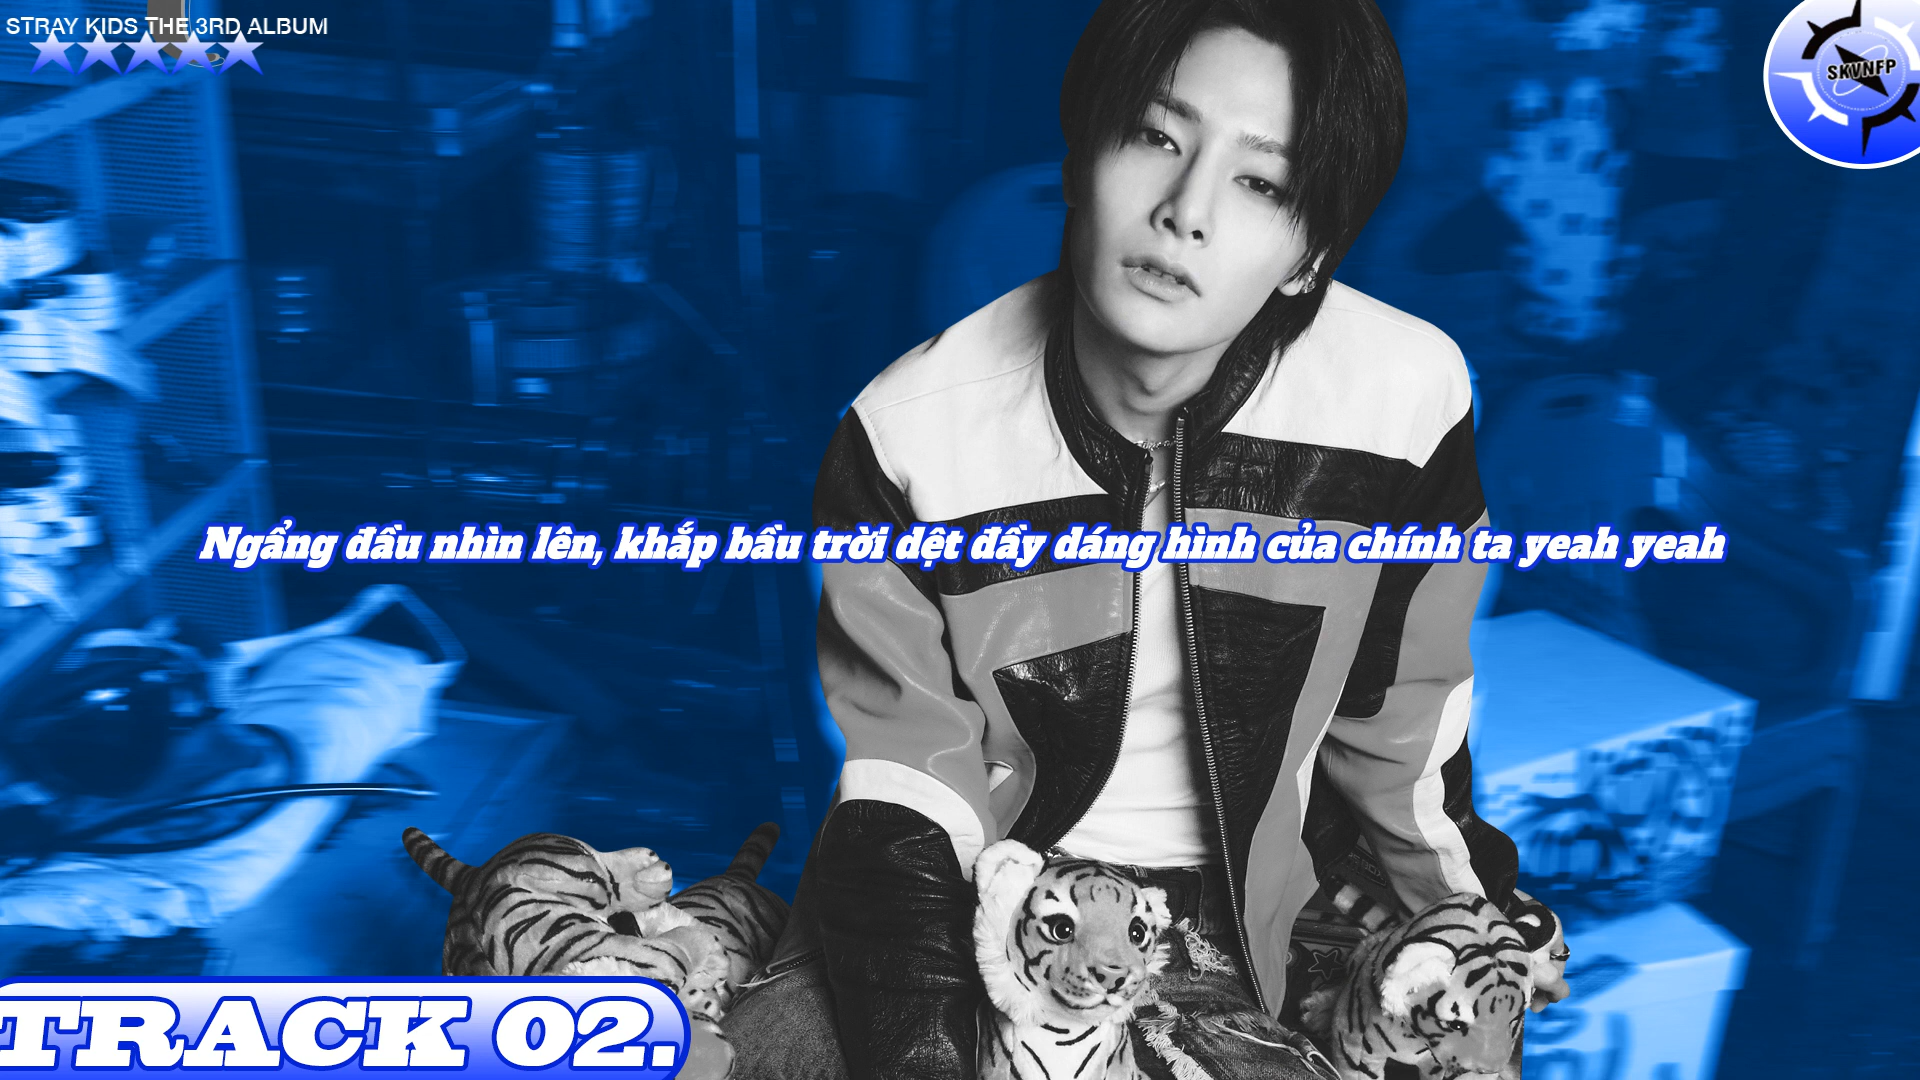 STRAY KIDS THE 3RD ALBUM
SKVNFP
Ngẩng đầu nhìn lên, khắp bầu trời dệt đầy dáng hình của chính ta yeah yeah
TRACK 02.